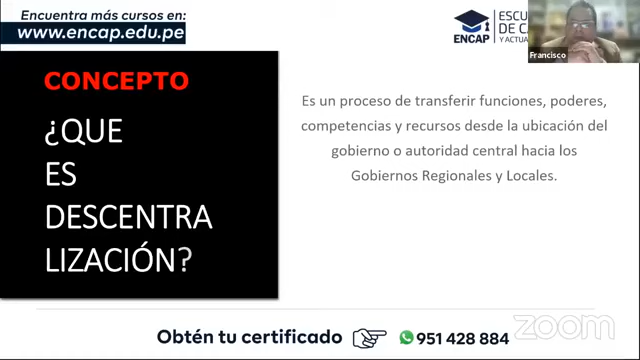 Encuentra más cursos en:
www.encap.edu.pe
ENCAP
ESCUE
DE CA
Y ACTUA
Francisco
CONCEPTO
¿QUE
ES
DESCENTRA
LIZACIÓN?
Es un proceso de transferir funciones, poderes,
competencias y recursos desde la ubicación del
gobierno o autoridad central hacia los
Gobiernos Regionales y Locales.
Obtén tu certificado
951 428 884
zoom